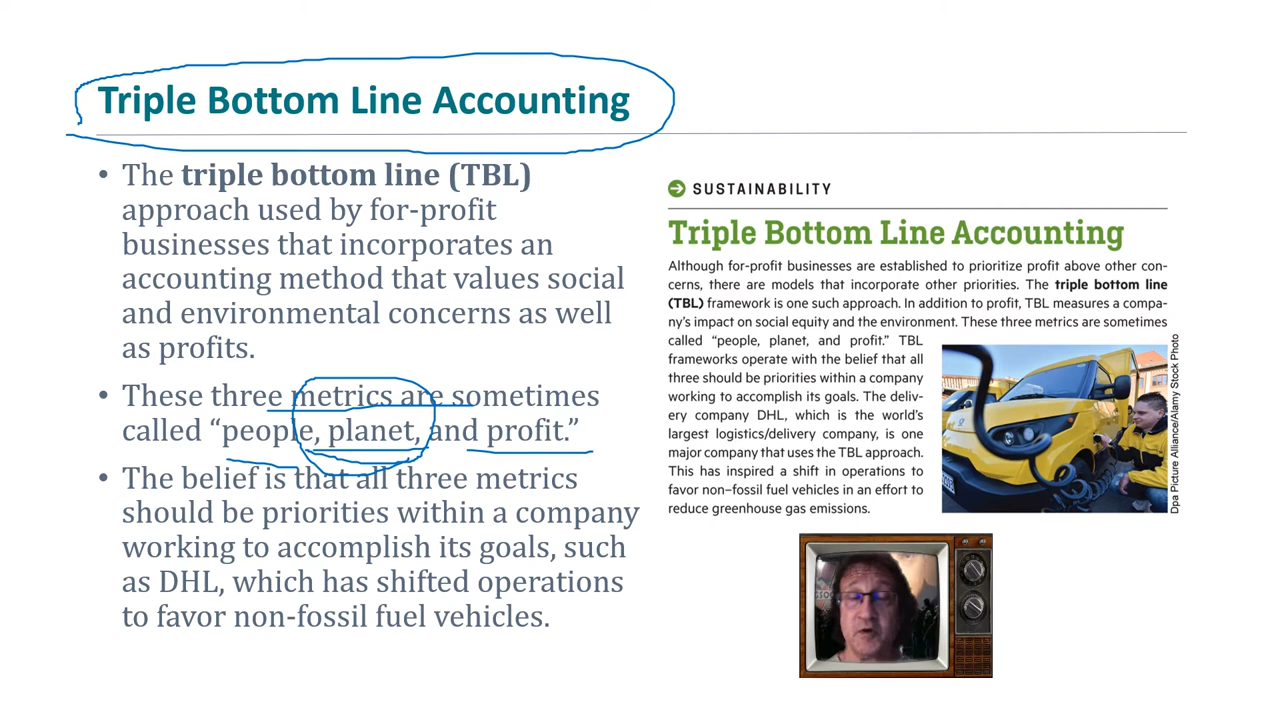 Triple Bottom Line Accounting
• The triple bottom line (TBL)
approach used by for-profit
businesses that incorporates an
accounting method that values social
and environmental concerns as well
as profits.
• These three metrics are sometimes
called “people, planet, and profit.”
• The belief is that all three metrics
should be priorities within a company
working to accomplish its goals, such
as DHL, which has shifted operations
to favor non-fossil fuel vehicles.
SUSTAINABILITY
Triple Bottom Line Accounting
Although for-profit businesses are established to prioritize profit above other con-
cerns, there are models that incorporate other priorities. The triple bottom line
(TBL) framework is one such approach. In addition to profit, TBL measures a compa-
ny’s impact on social equity and the environment. These three metrics are sometimes
called “people, planet, and profit.” TBL
frameworks operate with the belief that all
three should be priorities within a company
working to accomplish its goals. The deliv-
ery company DHL, which is the world’s
largest logistics/delivery company, is one
major company that uses the TBL approach.
This has inspired a shift in operations to
favor non–fossil fuel vehicles in an effort to
reduce greenhouse gas emissions.
Dpa Picture Alliance/Alamy Stock Photo